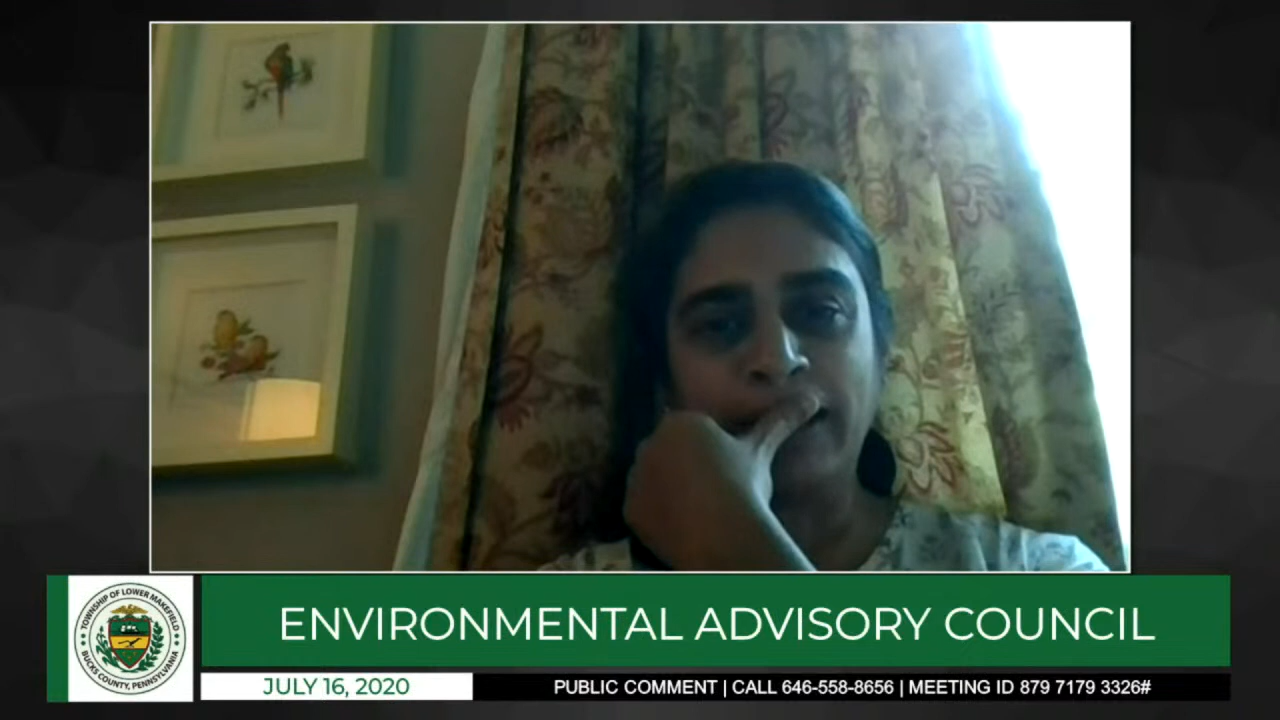 ENVIRONMENTAL ADVISORY COUNCIL
TOWNSHIP OF LOWER MAKEFIELD
BUCKS COUNTY, PENNSYLVANIA
JULY 16, 2020
PUBLIC COMMENT | CALL 646-558-8656 | MEETING ID 879 7179 3326#